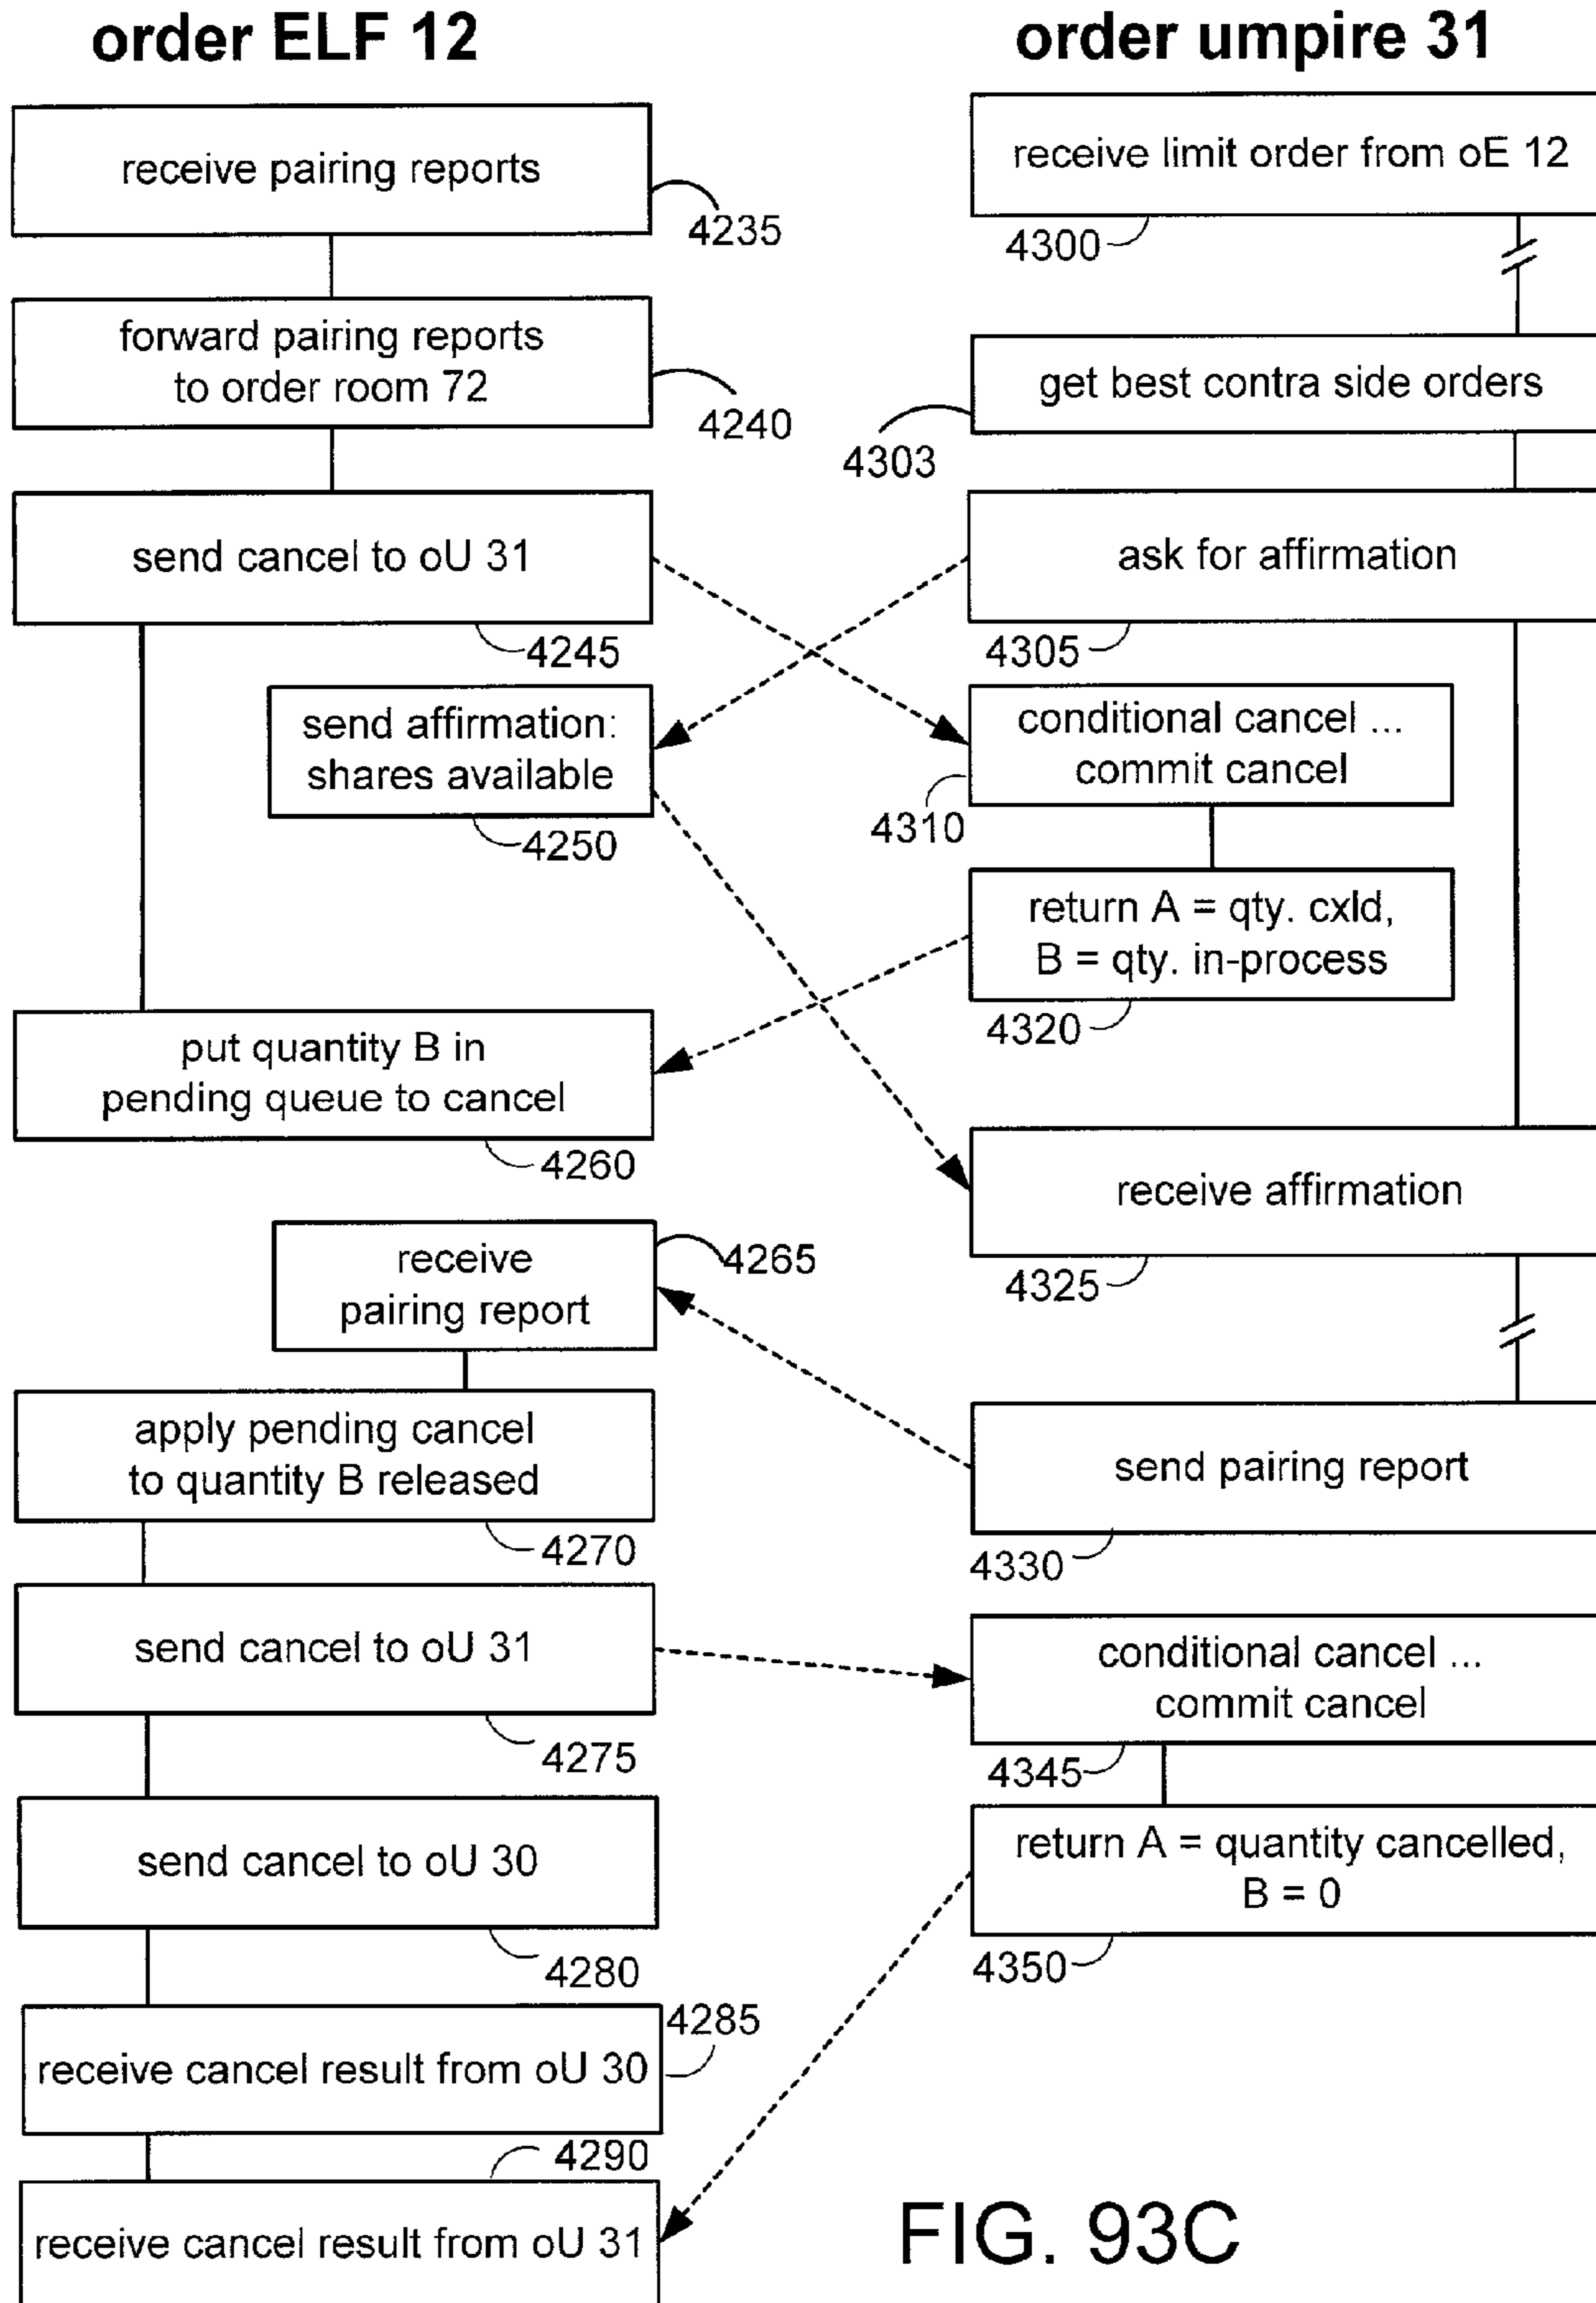 order ELF 12
order umpire 31
receive pairing reports
4235
receive limit order from oE 12
4300
forward pairing reports
to order room 72
4240
get best contra side orders
4303
send cancel to oU 31
4245
ask for affirmation
4305
send affirmation:
shares available
4250
conditional cancel ...
commit cancel
4310
return A = qty. cxld,
B = qty. in-process
4320
put quantity B in
pending queue to cancel
4260
receive affirmation
4325
receive
pairing report
4265
apply pending cancel
to quantity B released
4270
send pairing report
4330
send cancel to oU 31
4275
conditional cancel ...
commit cancel
4345
send cancel to oU 30
4280
return A = quantity cancelled,
B = 0
4350
4285
receive cancel result from oU 30
4290
receive cancel result from oU 31
FIG. 93C